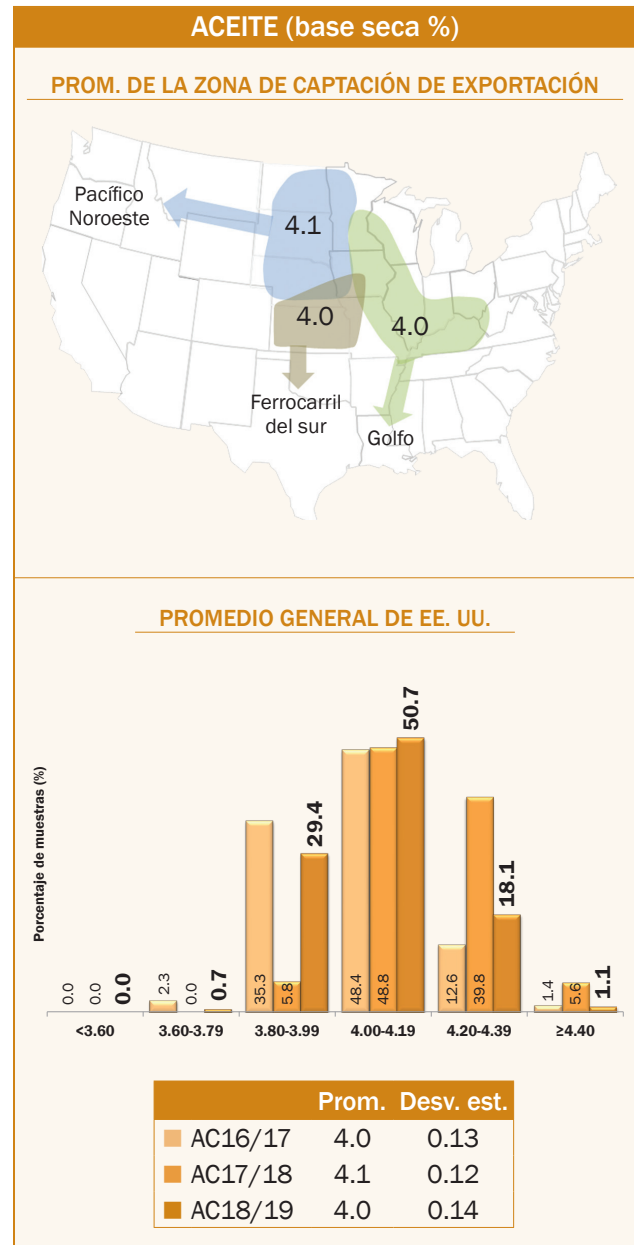 ACEITE (base seca %)
PROM. DE LA ZONA DE CAPTACIÓN DE EXPORTACIÓN
Pacífico
Noroeste
4.1
4.0
4.0
Ferrocarril
del sur
Golfo
PROMEDIO GENERAL DE EE. UU.
Porcentaje de muestras (%)
0.0 0.0 0.0
2.3 0.0 0.7
35.3 5.8 29.4
48.4 48.8 50.7
12.6 39.8 18.1
1.4 5.6 1.1
<3.60 3.60-3.79 3.80-3.99 4.00-4.19 4.20-4.39 ≥4.40
Prom. Desv. est.
AC16/17 4.0 0.13
AC17/18 4.1 0.12
AC18/19 4.0 0.14